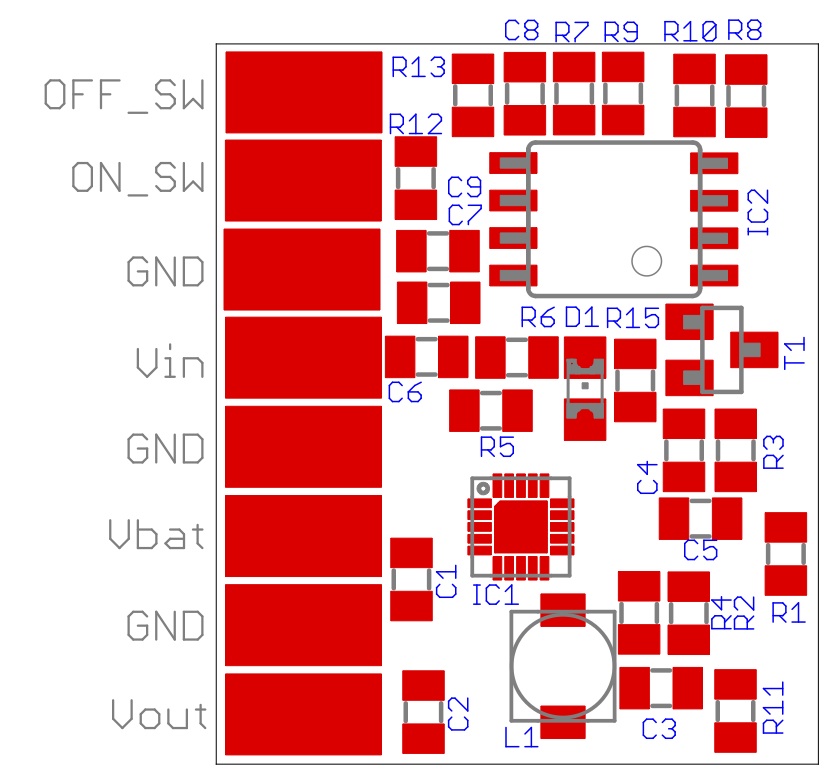 C8 R7 R9 R10 R8
R13
OFF_SW
R12
ON_SW
C9
C7
IC2
GND
R6 D1 R15
T1
Vin
C6
R5
GND
R3
C4
Vbat
C5
C1
IC1
R4
R2
R1
GND
Vout
C2
L1
C3
R11